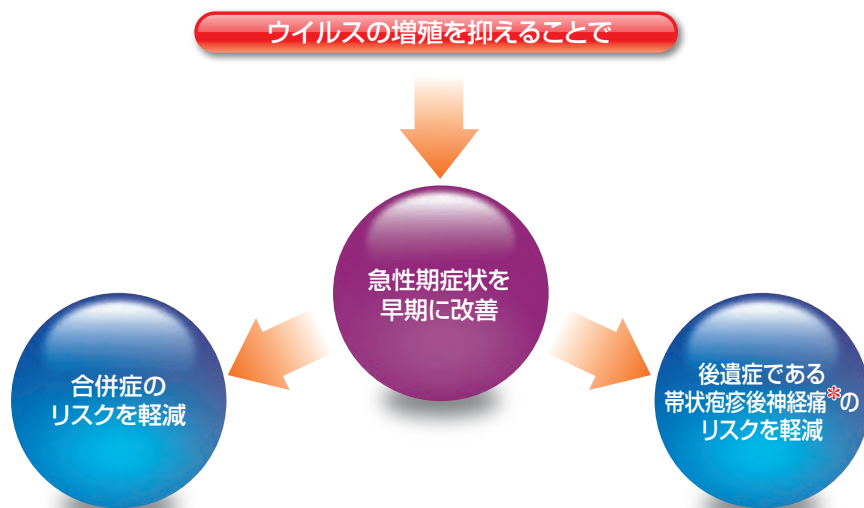 ウイルスの増殖を抑えることで
急性期症状を
早期に改善
合併症の
リスクを軽減
後遺症である
帯状疱疹後神経痛*の
リスクを軽減